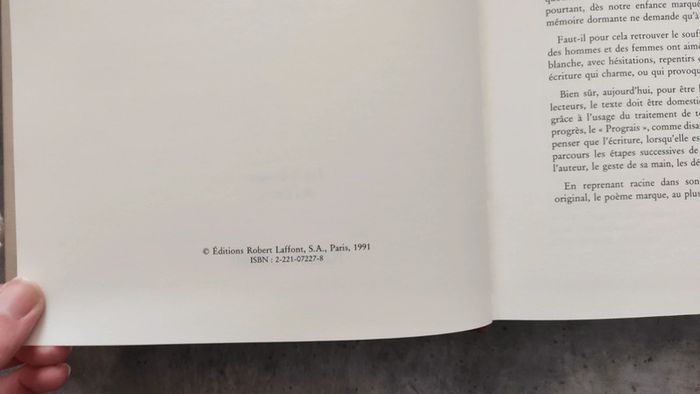 © Éditions Robert Laffont, S.A., Paris, 1991
ISBN : 2-221-07227-8
pourtant, dès notre enfance marqu
mémoire dormante ne demande qu'à
Faut-il pour cela retrouver le souf
des hommes et des femmes ont aim
blanche, avec hésitations, repentirs
écriture qui charme, ou qui provoq
Bien sûr, aujourd'hui, pour être
lecteurs, le texte doit être domesti
grâce à l'usage du traitement de t
progrès, le « Prograis », comme disa
penser que l'écriture, lorsqu'elle es
parcours les étapes successives de
l'auteur, le geste de sa main, les dé
En reprenant racine dans son
original, le poème marque, au plu